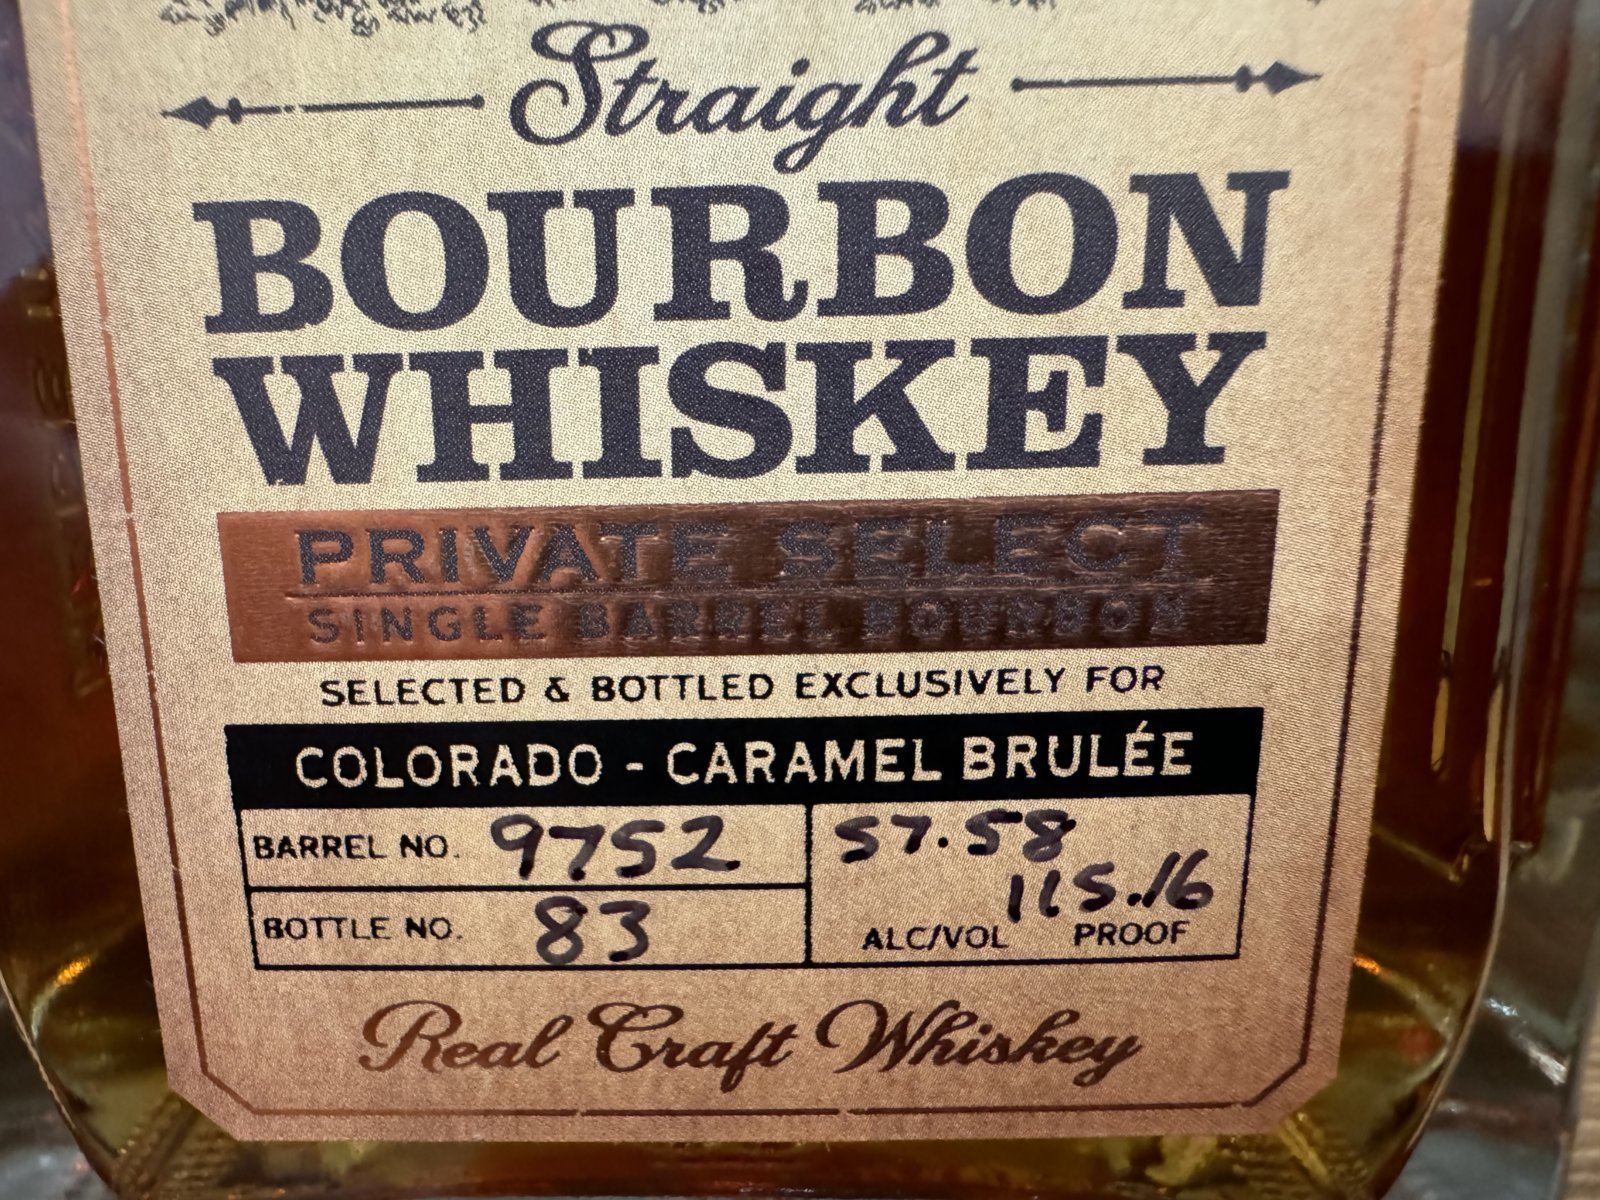 Straight
BOURBON
WHISKEY
PRIVATE SELECT
SINGLE BARREL BOURBON
SELECTED & BOTTLED EXCLUSIVELY FOR
COLORADO - CARAMEL BRULÉE
BARREL NO. 9752
57.58
115.16
BOTTLE NO. 83
ALC/VOL PROOF
Real Craft Whiskey